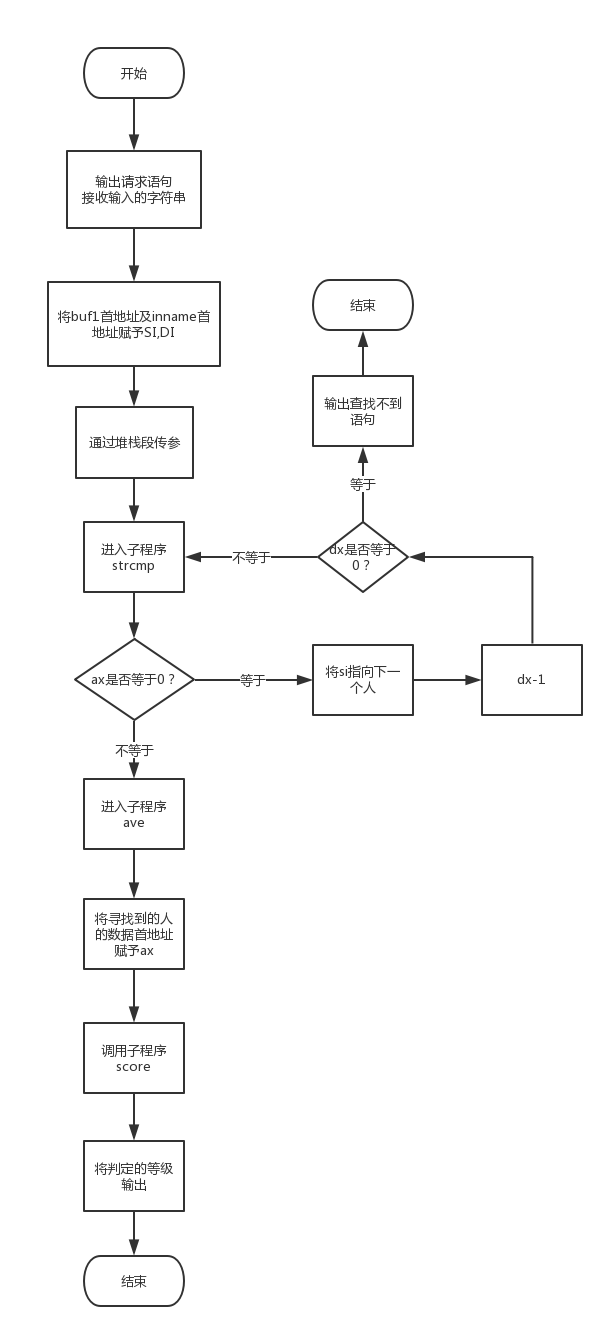 开始
输出请求语句
接收输入的字符串
将buf1首地址及inname首
地址赋予SI,DI
通过堆栈段传参
进入子程序
strcmp
ax是否等于0？
等于
将si指向下一
个人
dx-1
dx是否等于
0？
不等于
等于
输出查找不到
语句
结束
不等于
进入子程序
ave
将寻找到的人
的数据首地址
赋予ax
调用子程序
score
将判定的等级
输出
结束